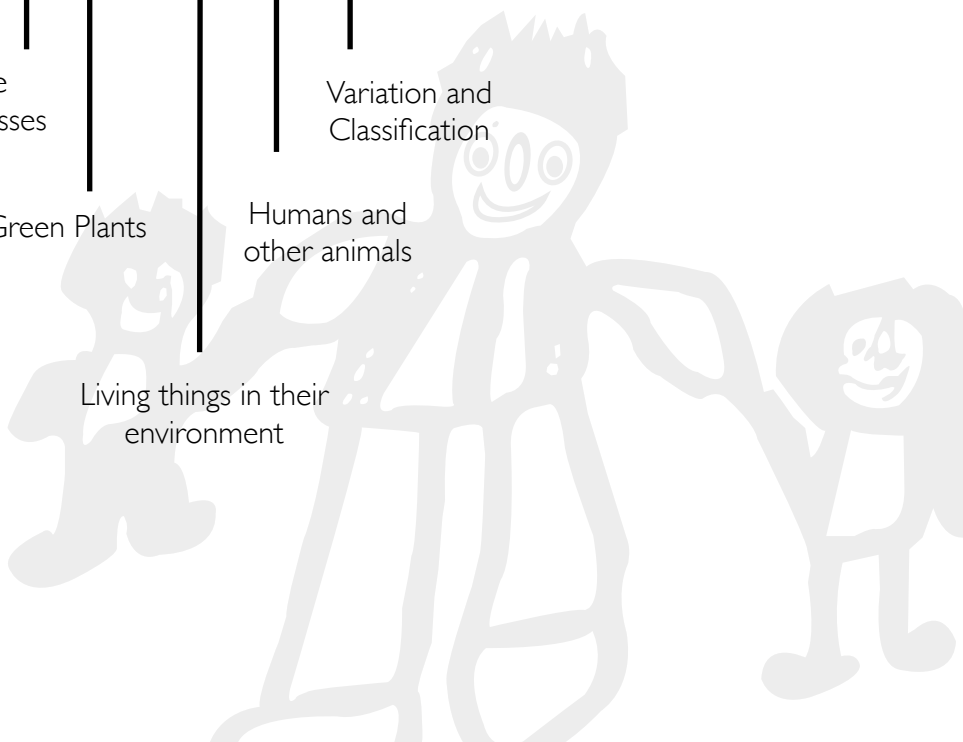 Variation and
Classification
Green Plants
Humans and
other animals
Living things in their
environment